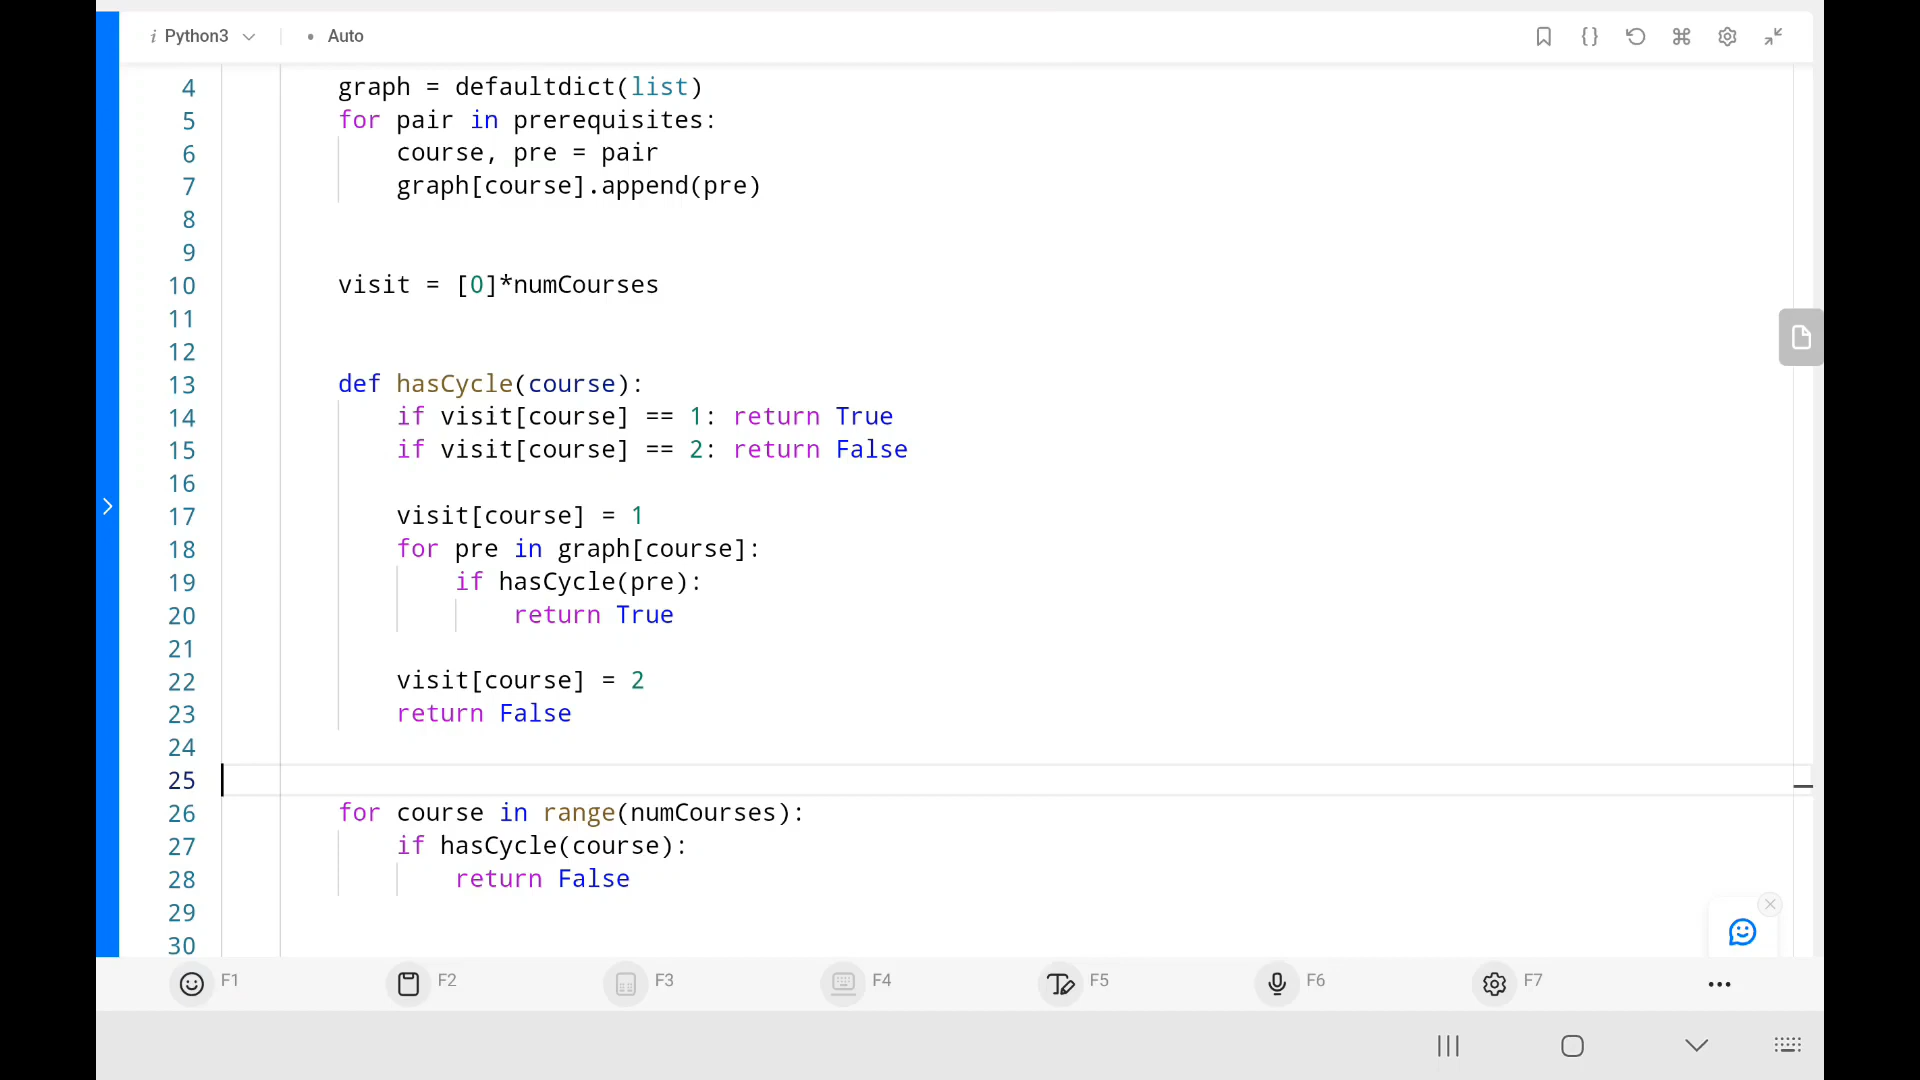 i Python3 • Auto
4 graph = defaultdict(list)
5 for pair in prerequisites:
6 course, pre = pair
7 graph[course].append(pre)
8
9
10 visit = [0]*numCourses
11
12
13 def hasCycle(course):
14 if visit[course] == 1: return True
15 if visit[course] == 2: return False
16
17 visit[course] = 1
18 for pre in graph[course]:
19 if hasCycle(pre):
20 return True
21
22 visit[course] = 2
23 return False
24
25
26 for course in range(numCourses):
27 if hasCycle(course):
28 return False
29
30
F1 F2 F3 F4 F5 F6 F7